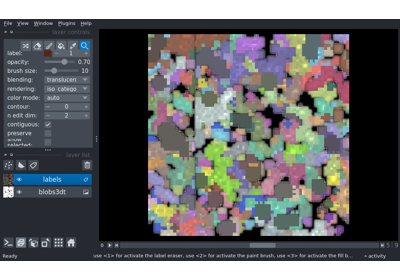 File View Window Plugins Help
layer controls
label: 1
opacity: 0.70
brush size: 10
blending: translucen
rendering: iso_catego
color mode: auto
contour: 0
n edit dim: 2
contiguous:
preserve
selected:
layer list
labels
blobs3dt
Ready
use <1> for activate the label eraser, use <2> for activate the paint brush, use <3> for activate the fill b...
activity